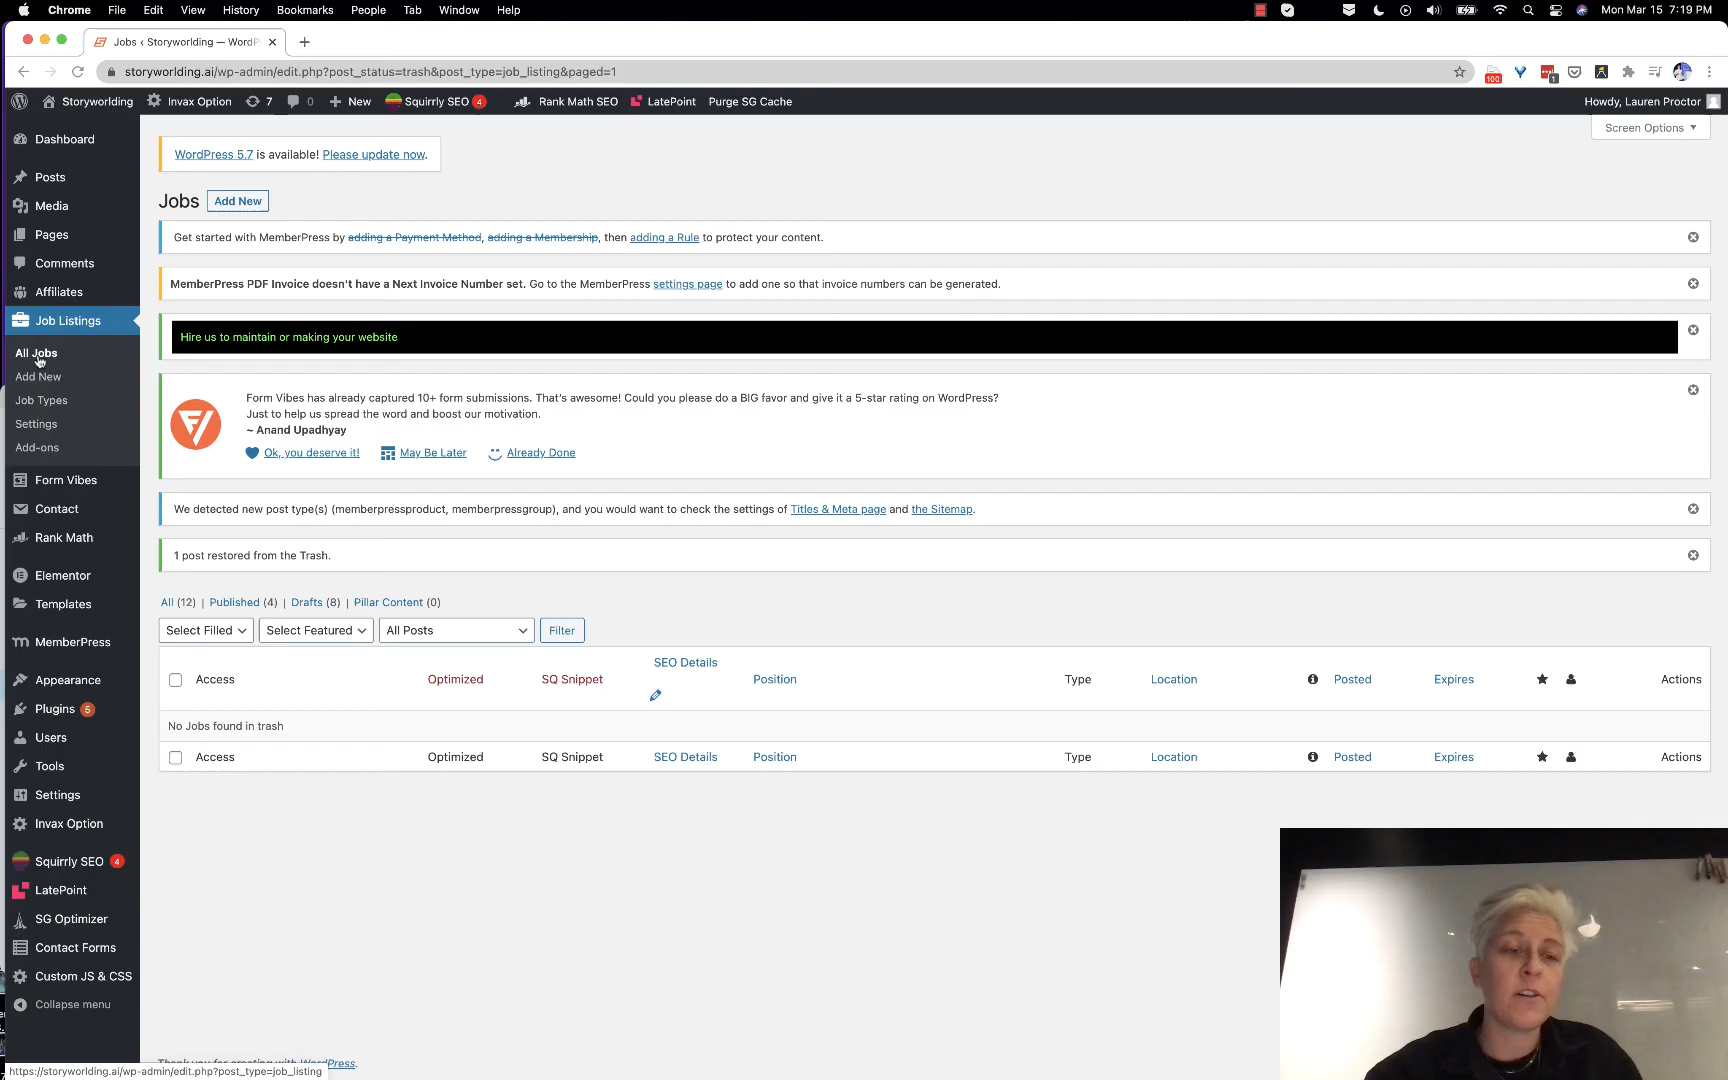 Chrome File Edit View History Bookmarks People Tab Window Help Mon Mar 15 7:19 PM
Jobs ‹ Storyworlding — WordP
storyworlding.ai/wp-admin/edit.php?post_status=trash&post_type=job_listing&paged=1 100 1
Storyworlding Invax Option 7 0 New Squirrly SEO 4 Rank Math SEO LatePoint Purge SG Cache Howdy, Lauren Proctor
Screen Options
Dashboard
Posts
Media
Pages
Comments
Affiliates
Job Listings
All Jobs
Add New
Job Types
Settings
Add-ons
Form Vibes
Contact
Rank Math
Elementor
Templates
MemberPress
Appearance
Plugins 5
Users
Tools
Settings
Invax Option
Squirrly SEO 4
LatePoint
SG Optimizer
Contact Forms
Custom JS & CSS
Collapse menu
WordPress 5.7 is available! Please update now.
Jobs Add New
Get started with MemberPress by adding a Payment Method, adding a Membership, then adding a Rule to protect your content.
MemberPress PDF Invoice doesn't have a Next Invoice Number set. Go to the MemberPress settings page to add one so that invoice numbers can be generated.
Hire us to maintain or making your website
Form Vibes has already captured 10+ form submissions. That's awesome! Could you please do a BIG favor and give it a 5-star rating on WordPress?
Just to help us spread the word and boost our motivation.
~ Anand Upadhyay
Ok, you deserve it! May Be Later Already Done
We detected new post type(s) (memberpressproduct, memberpressgroup), and you would want to check the settings of Titles & Meta page and the Sitemap.
1 post restored from the Trash.
All (12) | Published (4) | Drafts (8) | Pillar Content (0)
Select Filled Select Featured All Posts Filter
Access Optimized SQ Snippet SEO Details Position Type Location Posted Expires Actions
No Jobs found in trash
Access Optimized SQ Snippet SEO Details Position Type Location Posted Expires Actions
Thank you for creating with WordPress.
https://storyworlding.ai/wp-admin/edit.php?post_type=job_listing